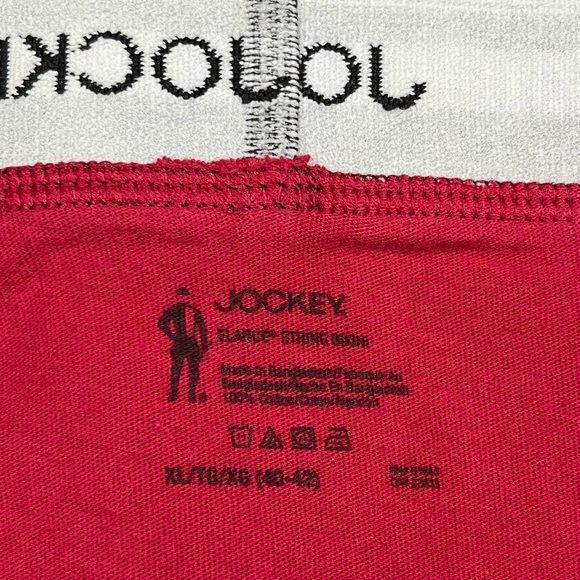 JOCKEY
ELANCE® STRING BIKINI
Made in Bangladesh/Fabriqué Au
Bangladesh/Hecho En Bangladesh
100% Cotton/Coton/Algodón
XL/TG/XG (40-42)